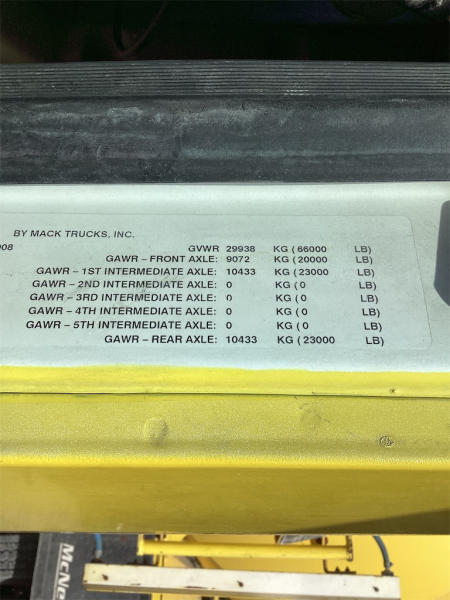 BY MACK TRUCKS, INC.
008 GVWR 29938 KG ( 66000 LB)
GAWR – FRONT AXLE: 9072 KG ( 20000 LB)
GAWR – 1ST INTERMEDIATE AXLE: 10433 KG ( 23000 LB)
GAWR – 2ND INTERMEDIATE AXLE: 0 KG ( 0 LB)
GAWR – 3RD INTERMEDIATE AXLE: 0 KG ( 0 LB)
GAWR – 4TH INTERMEDIATE AXLE: 0 KG ( 0 LB)
GAWR – 5TH INTERMEDIATE AXLE: 0 KG ( 0 LB)
GAWR – REAR AXLE: 10433 KG ( 23000 LB)
McNe